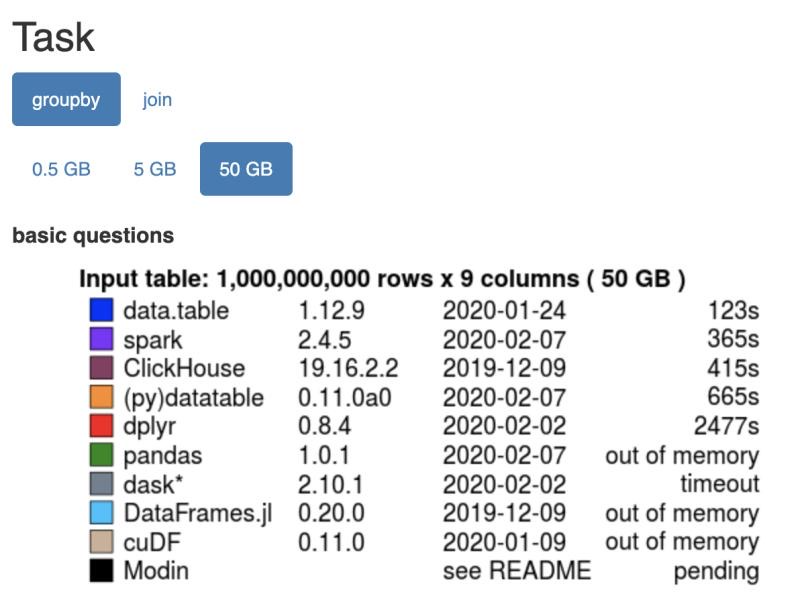 Task
groupby join
0.5 GB 5 GB 50 GB
basic questions
Input table: 1,000,000,000 rows x 9 columns ( 50 GB )
data.table 1.12.9 2020-01-24 123s
spark 2.4.5 2020-02-07 365s
ClickHouse 19.16.2.2 2019-12-09 415s
(py)datatable 0.11.0a0 2020-02-07 665s
dplyr 0.8.4 2020-02-02 2477s
pandas 1.0.1 2020-02-07 out of memory
dask* 2.10.1 2020-02-02 timeout
DataFrames.jl 0.20.0 2019-12-09 out of memory
cuDF 0.11.0 2020-01-09 out of memory
Modin see README pending